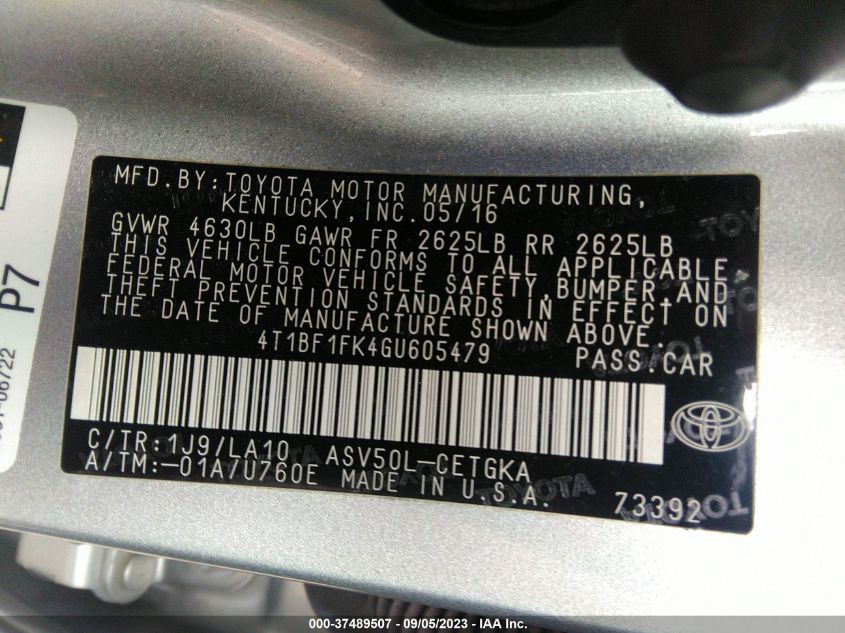 MFD. BY: TOYOTA MOTOR MANUFACTURING,
KENTUCKY, INC. 05/16
GVWR 4630LB GAWR FR 2625LB RR 2625LB
THIS VEHICLE CONFORMS TO ALL APPLICABLE
FEDERAL MOTOR VEHICLE SAFETY, BUMPER, AND
THEFT PREVENTION STANDARDS IN EFFECT ON
THE DATE OF MANUFACTURE SHOWN ABOVE.
4T1BF1FK4GU605479 PASS. CAR
C/TR: 1J9/LA10 ASV50L-CETGKA
A/TM: -01A/U760E MADE IN U.S.A.
73392
TOYOTA
P7
06722
000-37489507 - 09/05/2023 - IAA Inc.